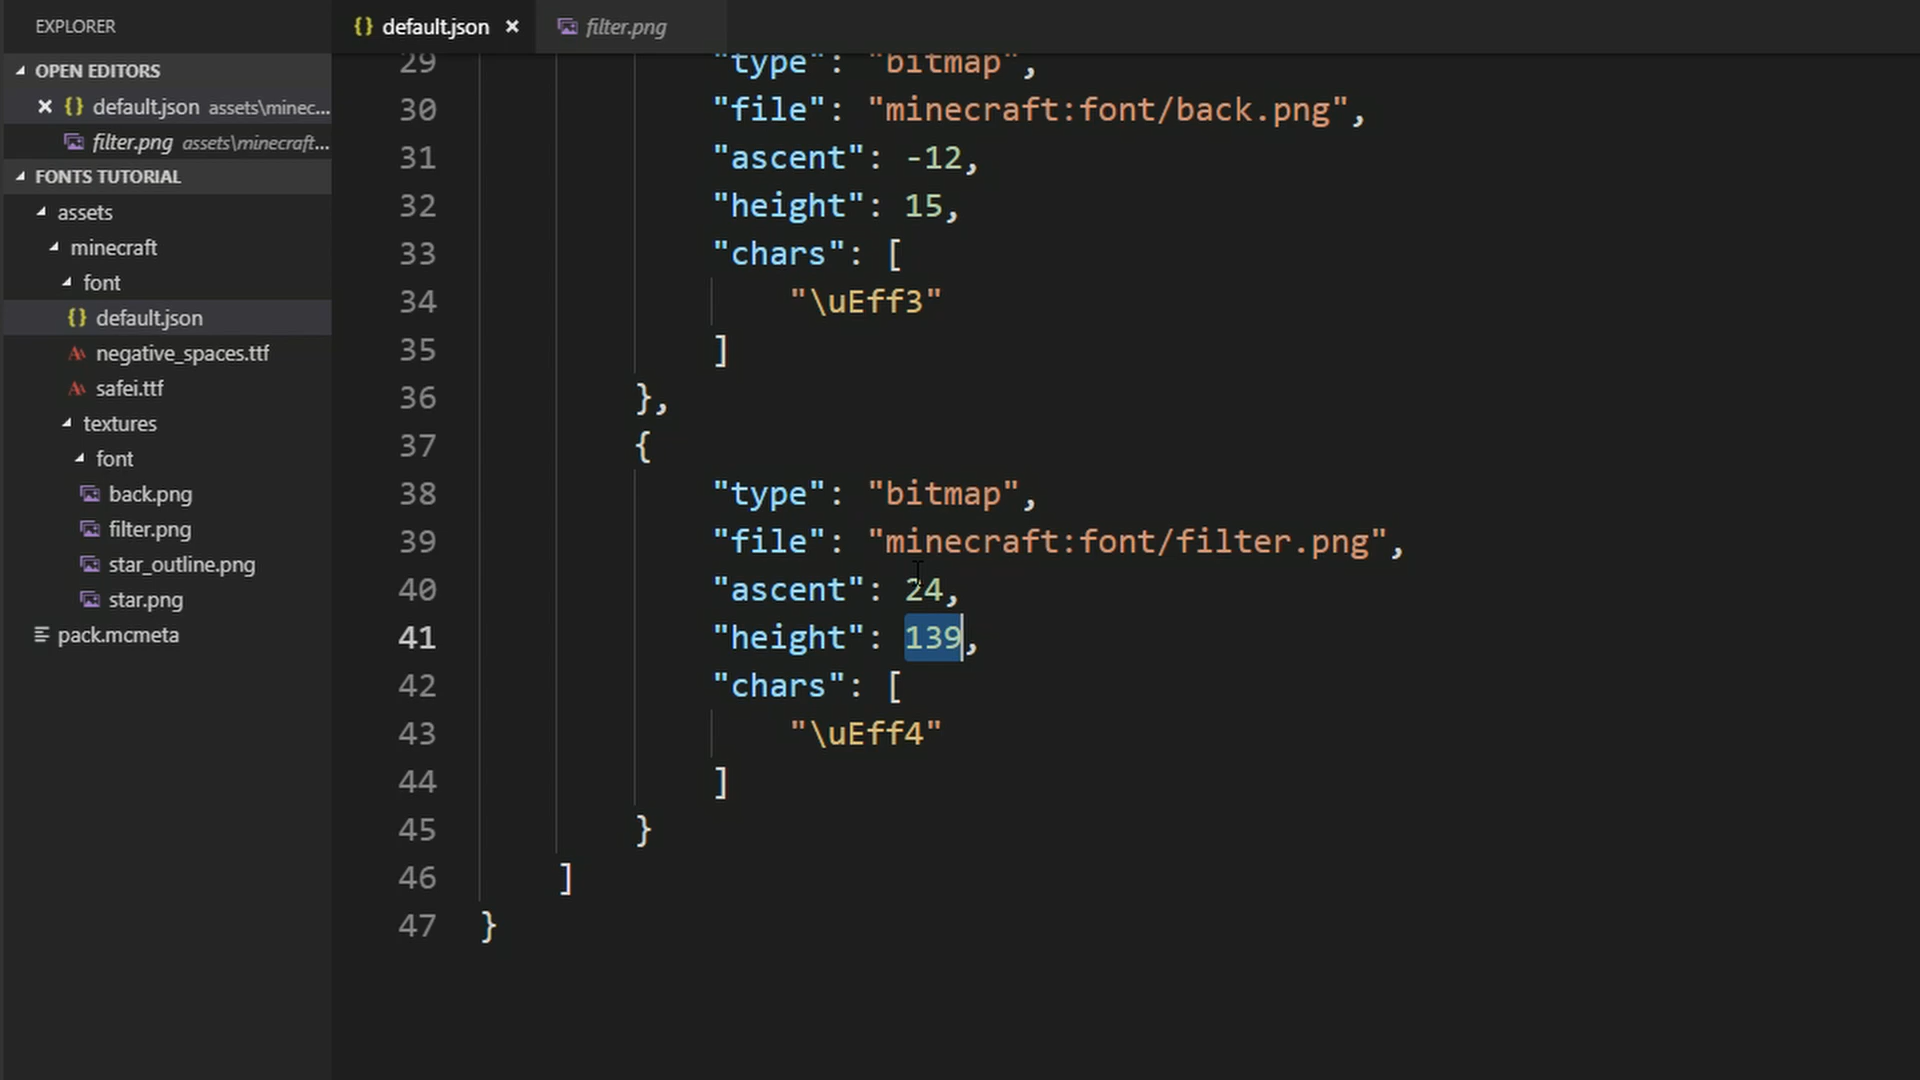 EXPLORER
OPEN EDITORS
default.json assets\minec...
filter.png assets\minecraft...
FONTS TUTORIAL
assets
minecraft
font
default.json
negative_spaces.ttf
safei.ttf
textures
font
back.png
filter.png
star_outline.png
star.png
pack.mcmeta
{} default.json × filter.png
29 "type": "bitmap",
30 "file": "minecraft:font/back.png",
31 "ascent": -12,
32 "height": 15,
33 "chars": [
34 "\uEff3"
35 ]
36 },
37 {
38 "type": "bitmap",
39 "file": "minecraft:font/filter.png",
40 "ascent": 24,
41 "height": 139,
42 "chars": [
43 "\uEff4"
44 ]
45 }
46 ]
47 }